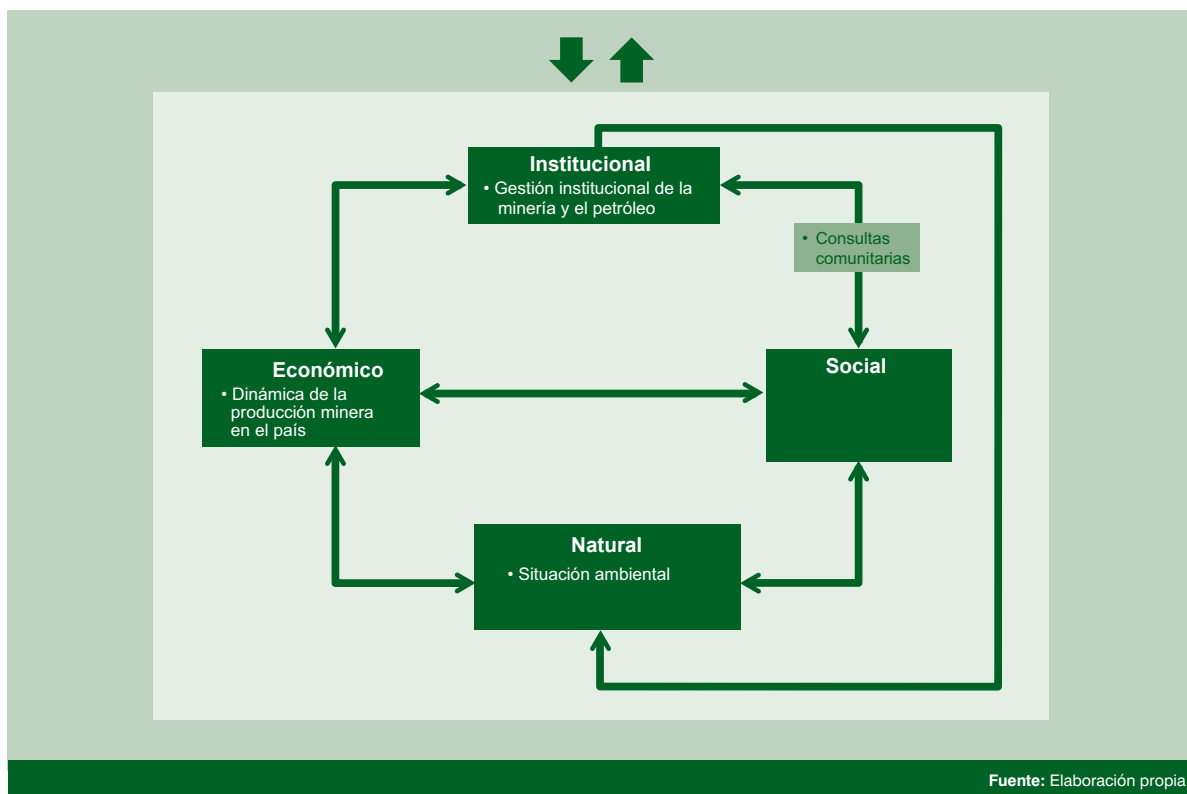 Institucional
• Gestión institucional de la
minería y el petróleo
• Consultas
comunitarias
Económico
• Dinámica de la
producción minera
en el país
Social
Natural
• Situación ambiental
Fuente: Elaboración propia